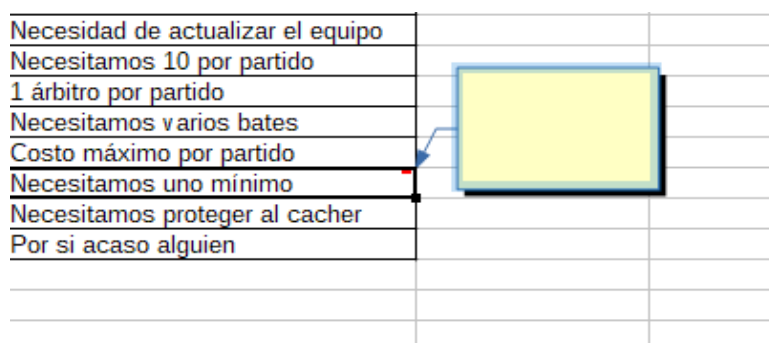 Necesidad de actualizar el equipo
Necesitamos 10 por partido
1 árbitro por partido
Necesitamos varios bates
Costo máximo por partido
Necesitamos uno mínimo
Necesitamos proteger al cacher
Por si acaso alguien